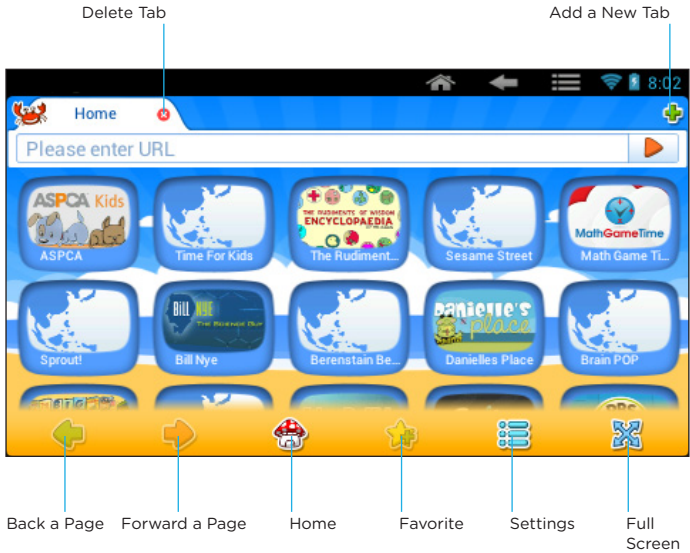 Delete Tab
Add a New Tab
8:02
Home
Please enter URL
ASPCA Kids
ASPCA
Time For Kids
THE RUDIMENTS OF WISDOM
ENCYCLOPAEDIA
The Rudiment...
Sesame Street
MathGameTime
Math Game Ti...
Sprout!
BILL NYE
THE SCIENCE GUY
Bill Nye
Berenstain Be...
DANIELLE'S
place
Danielles Place
Brain POP
PBS
Back a Page
Forward a Page
Home
Favorite
Settings
Full
Screen